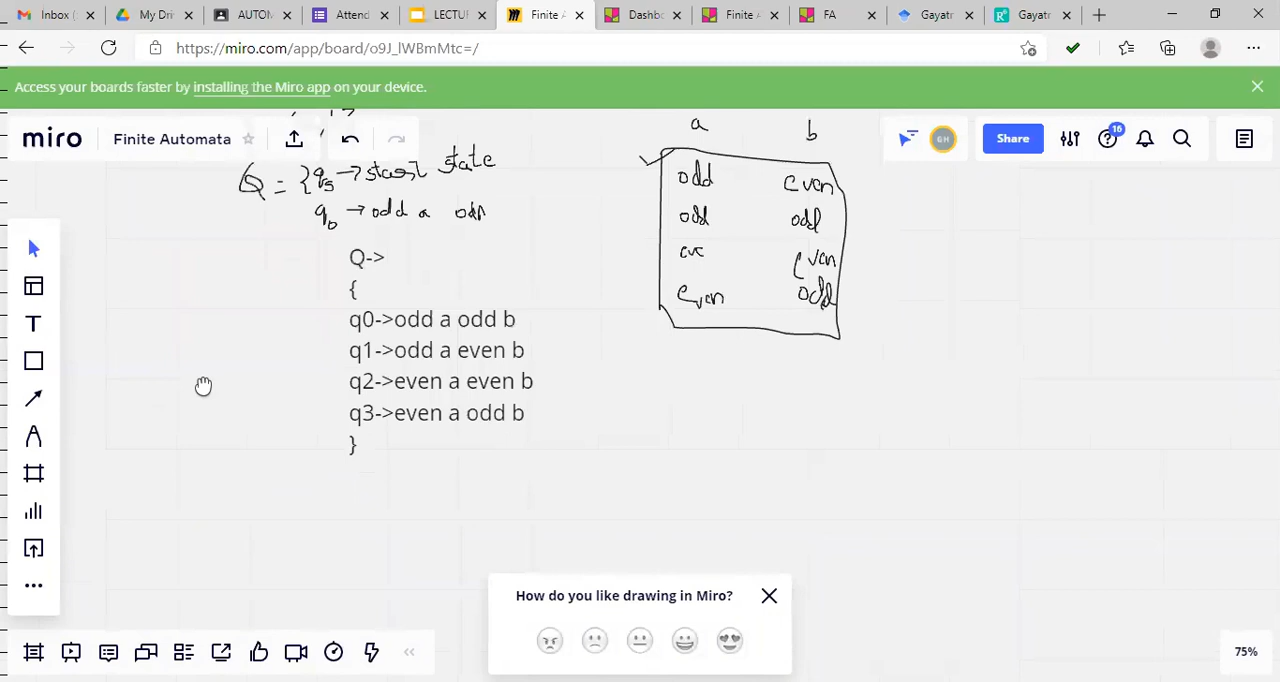 Inbox (
My Dri
AUTOM
Attend
LECTU
Finite A
Dashb
Finite A
FA
Gayatr
Gayatr
https://miro.com/app/board/o9J_lWBmMtc=/
Access your boards faster by installing the Miro app on your device.
miro
Finite Automata
GH
Share
16
Q = {qs → start state
q0 → odd a odd
Q->
{
q0->odd a odd b
q1->odd a even b
q2->even a even b
q3->even a odd b
}
a b
odd even
odd odd
even
even odd
How do you like drawing in Miro?
75%